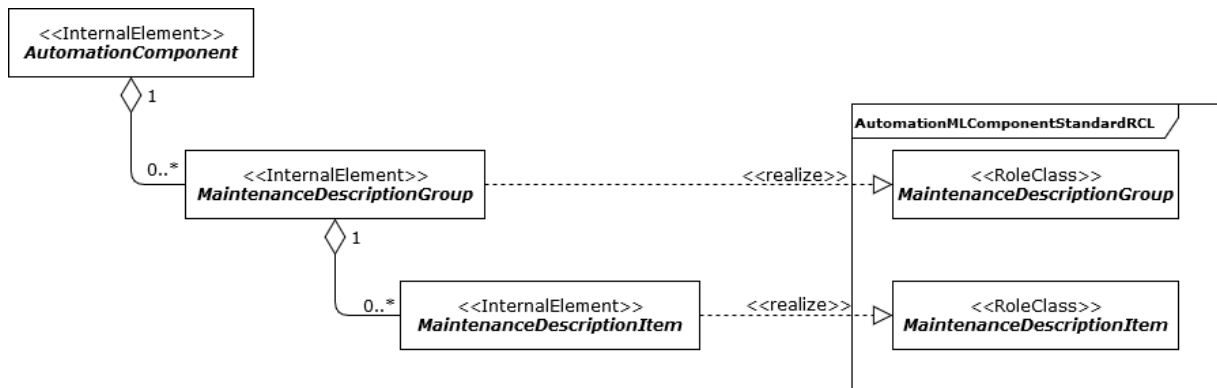 <<InternalElement>>
AutomationComponent
1
AutomationMLComponentStandardRCL
0..*
<<InternalElement>>
MaintenanceDescriptionGroup
<<realize>>
<<RoleClass>>
MaintenanceDescriptionGroup
1
0..*
<<InternalElement>>
MaintenanceDescriptionItem
<<realize>>
<<RoleClass>>
MaintenanceDescriptionItem